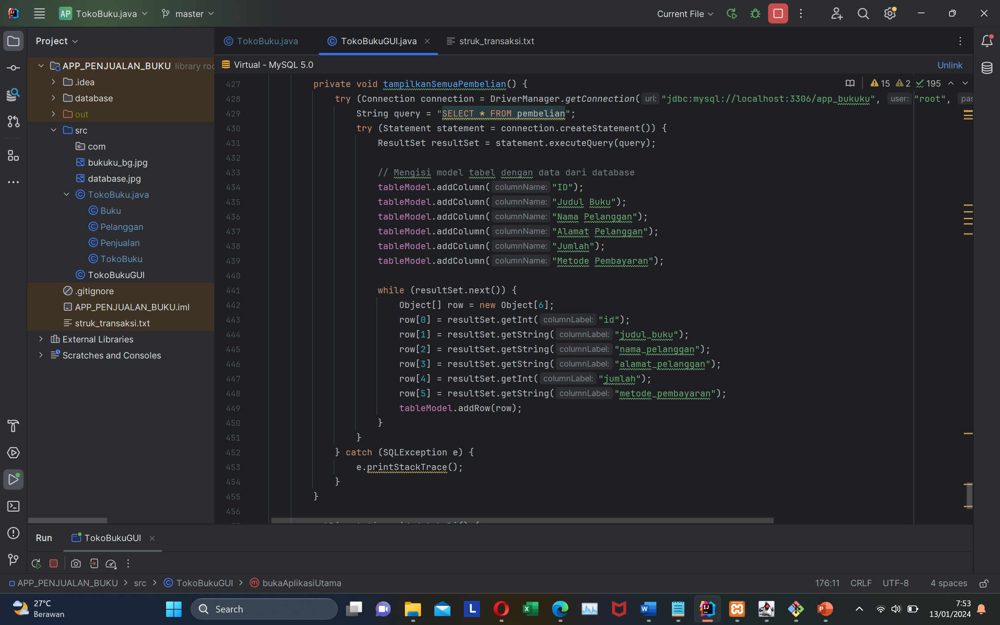 AP TokoBuku.java master Current File
Project
TokoBuku.java TokoBukuGUI.java struk_transaksi.txt
Virtual - MySQL 5.0 Unlink
APP_PENJUALAN_BUKU library
.idea
database
out
src
com
bukuku_bg.jpg
database.jpg
TokoBuku.java
Buku
Pelanggan
Penjualan
TokoBuku
TokoBukuGUI
.gitignore
APP_PENJUALAN_BUKU.iml
struk_transaksi.txt
External Libraries
Scratches and Consoles
15 2 195
427 private void tampilkanSemuaPembelian() {
428 try (Connection connection = DriverManager.getConnection( url: "jdbc:mysql://localhost:3306/app_bukuku", user: "root",
429 String query = "SELECT * FROM pembelian";
430 try (Statement statement = connection.createStatement()) {
431 ResultSet resultSet = statement.executeQuery(query);
432
433 // Mengisi model tabel dengan data dari database
434 tableModel.addColumn( columnName: "ID");
435 tableModel.addColumn( columnName: "Judul Buku");
436 tableModel.addColumn( columnName: "Nama Pelanggan");
437 tableModel.addColumn( columnName: "Alamat Pelanggan");
438 tableModel.addColumn( columnName: "Jumlah");
439 tableModel.addColumn( columnName: "Metode Pembayaran");
440
441 while (resultSet.next()) {
442 Object[] row = new Object[6];
443 row[0] = resultSet.getInt( columnLabel: "id");
444 row[1] = resultSet.getString( columnLabel: "judul_buku");
445 row[2] = resultSet.getString( columnLabel: "nama_pelanggan");
446 row[3] = resultSet.getString( columnLabel: "alamat_pelanggan");
447 row[4] = resultSet.getInt( columnLabel: "jumlah");
448 row[5] = resultSet.getString( columnLabel: "metode_pembayaran");
449 tableModel.addRow(row);
450 }
451 }
452 } catch (SQLException e) {
453 e.printStackTrace();
454 }
455 }
456
Run TokoBukuGUI
APP_PENJUALAN_BUKU > src > TokoBukuGUI > bukaAplikasiUtama 176:11 CRLF UTF-8 4 spaces
27°C
Berawan
Search
7:53
13/01/2024